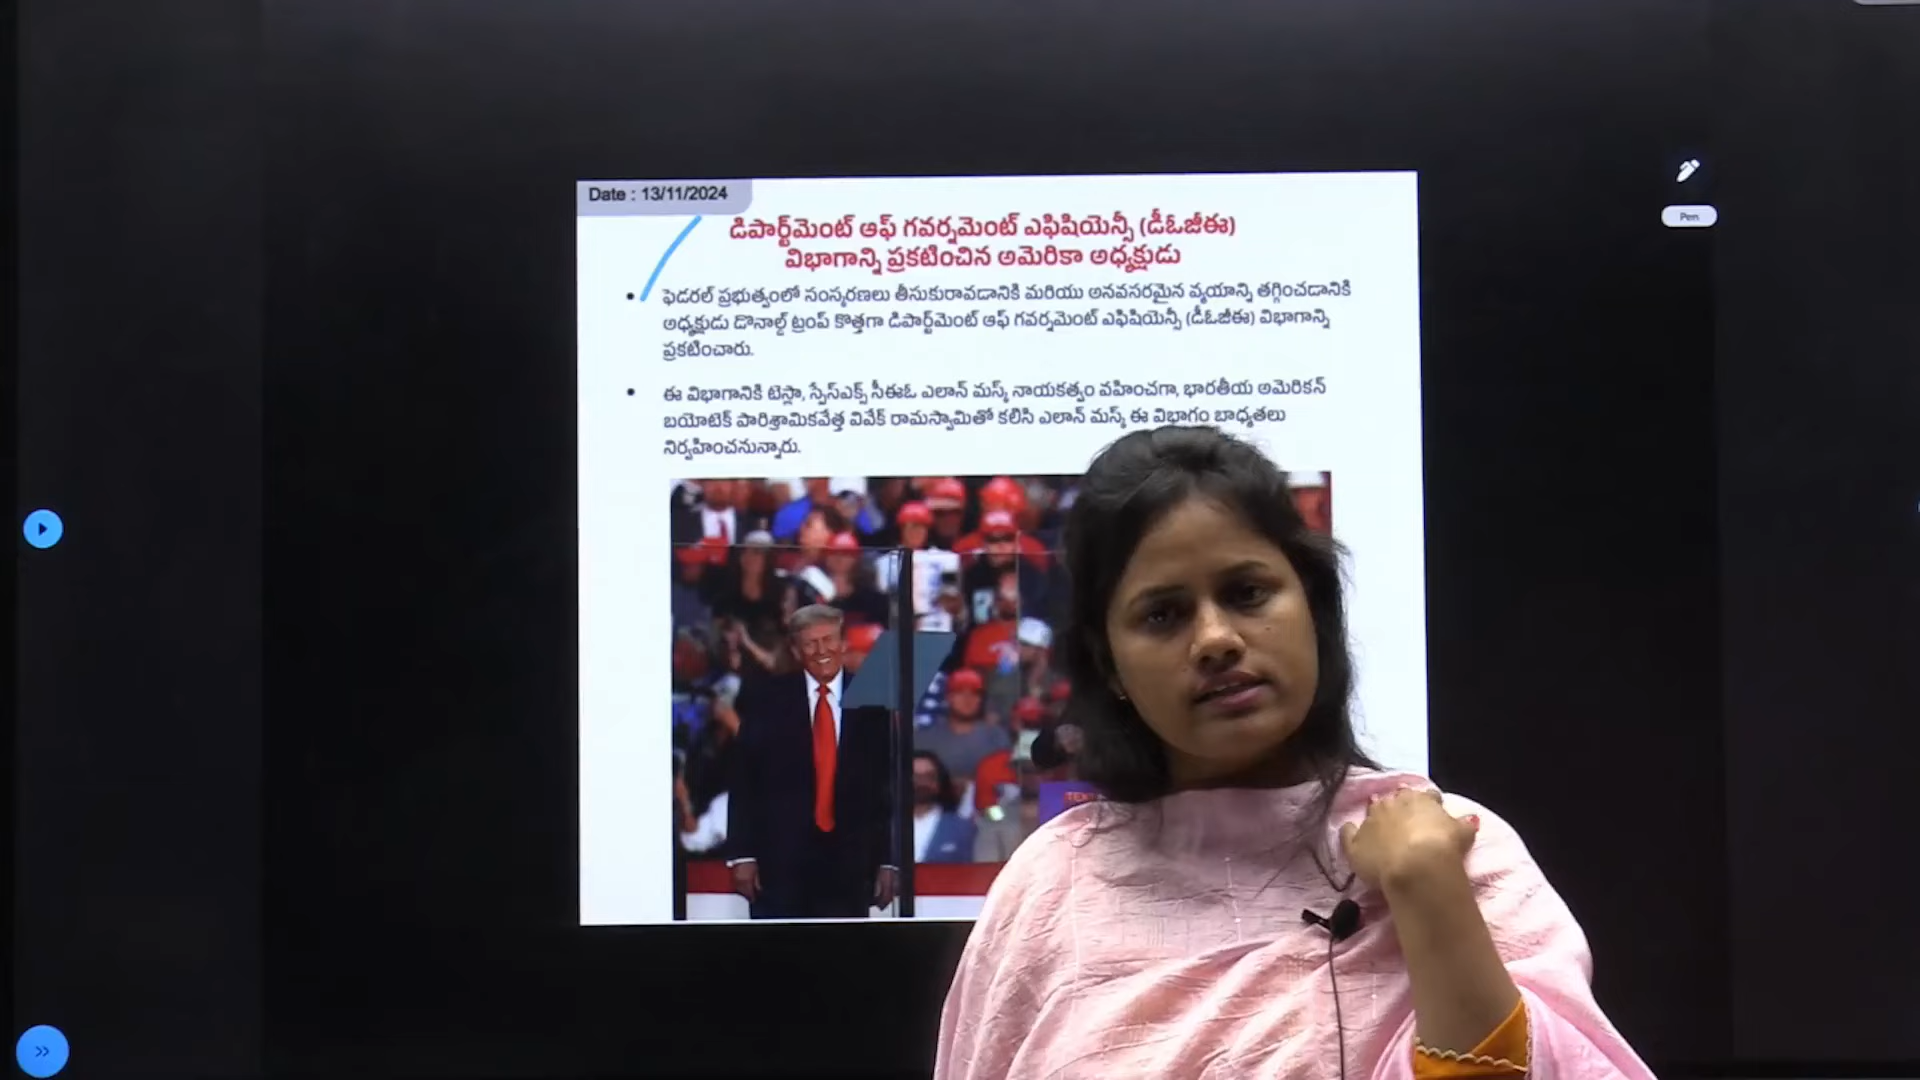 Date : 13/11/2024
డిపార్ట్‌మెంట్ ఆఫ్ గవర్నమెంట్ ఎఫిషియెన్సీ (డీఓజీఈ)
విభాగాన్ని ప్రకటించిన అమెరికా అధ్యక్షుడు
Pen
• ఫెడరల్ ప్రభుత్వంలో సంస్కరణలు తీసుకురావడానికి మరియు అనవసరమైన వ్యయాన్ని తగ్గించడానికి
అధ్యక్షుడు డొనాల్డ్ ట్రంప్ కొత్తగా డిపార్ట్‌మెంట్ ఆఫ్ గవర్నమెంట్ ఎఫిషియెన్సీ (డీఓజీఈ) విభాగాన్ని
ప్రకటించారు.
• ఈ విభాగానికి టెస్లా, స్పేస్‌ఎక్స్ సీఈఓ ఎలాన్ మస్క్ నాయకత్వం వహించగా, భారతీయ అమెరికన్
బయోటెక్ పారిశ్రామికవేత్త వివేక్ రామస్వామితో కలిసి ఎలాన్ మస్క్ ఈ విభాగం బాధ్యతలు
నిర్వహించనున్నారు.